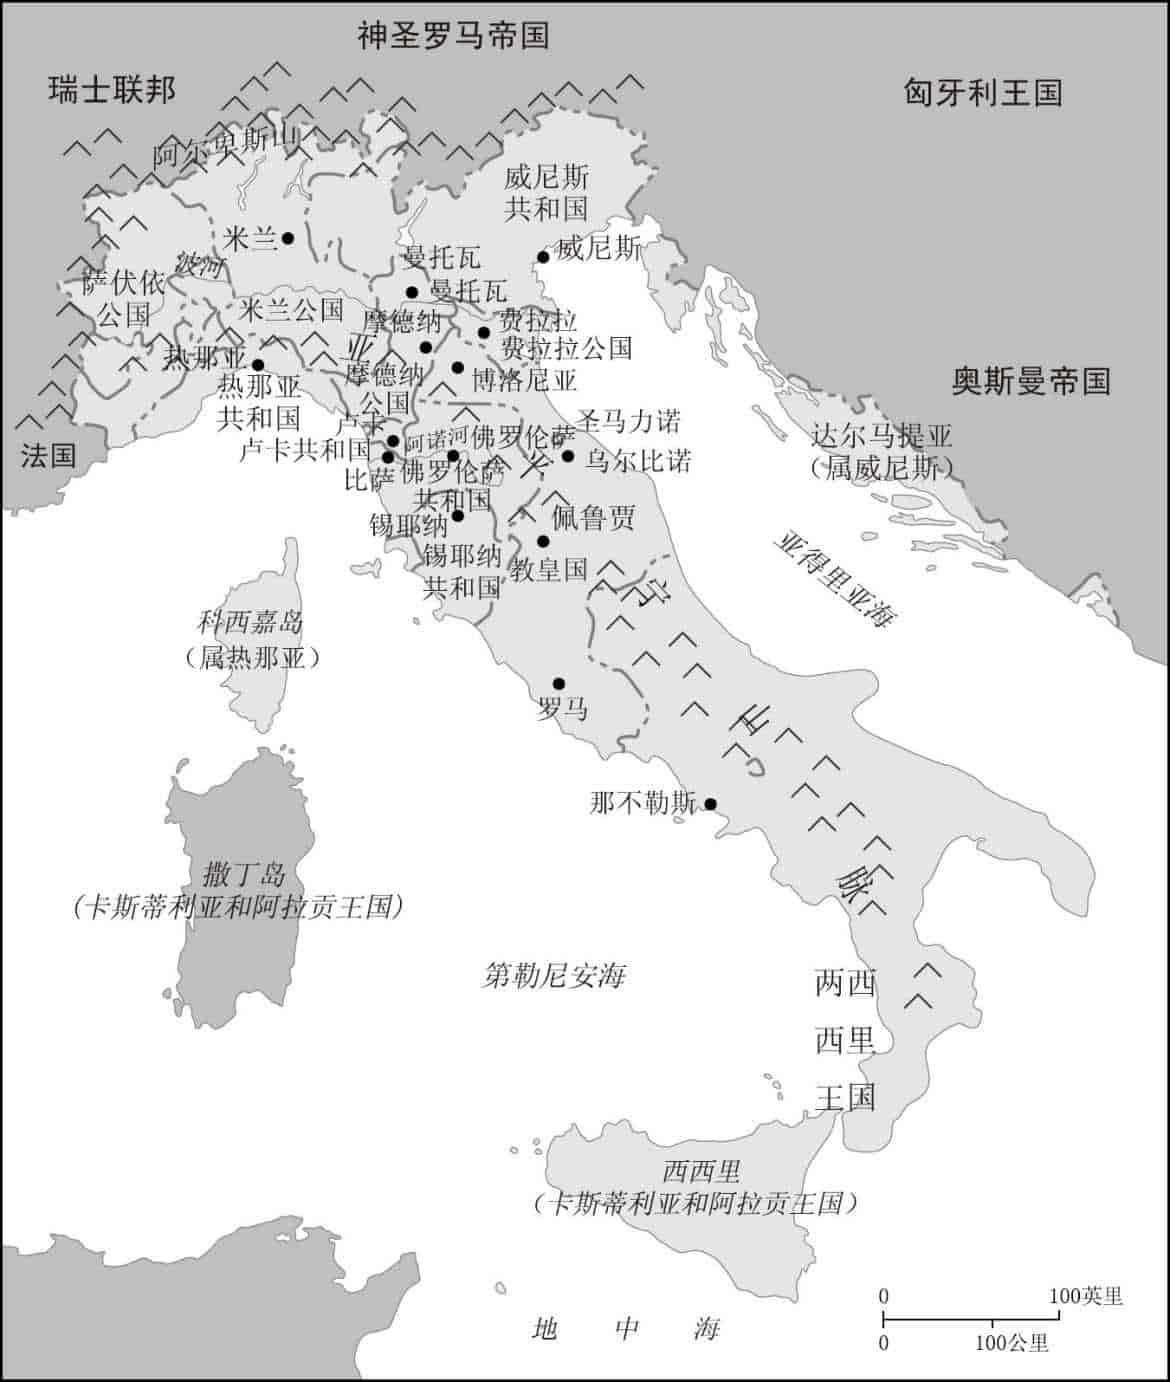 神圣罗马帝国
瑞士联邦
匈牙利王国
阿尔卑斯山
威尼斯
共和国
米兰
威尼斯
曼托瓦
波河
萨伏依
公国
曼托瓦
米兰公国
摩德纳
费拉拉
亚
费拉拉公国
热那亚
摩德纳
公国
博洛尼亚
奥斯曼帝国
热那亚
共和国
卢卡
圣马力诺
阿诺河
佛罗伦萨
达尔马提亚
（属威尼斯）
法国
卢卡共和国
乌尔比诺
比萨
佛罗伦萨
共和国
锡耶纳
佩鲁贾
锡耶纳
共和国
教皇国
亚得里亚海
宁
科西嘉岛
（属热那亚）
罗马
山
那不勒斯
撒丁岛
(卡斯蒂利亚和阿拉贡王国)
脉
第勒尼安海
两西
西里
王国
西西里
（卡斯蒂利亚和阿拉贡王国）
0 100英里
0 100公里
地中海